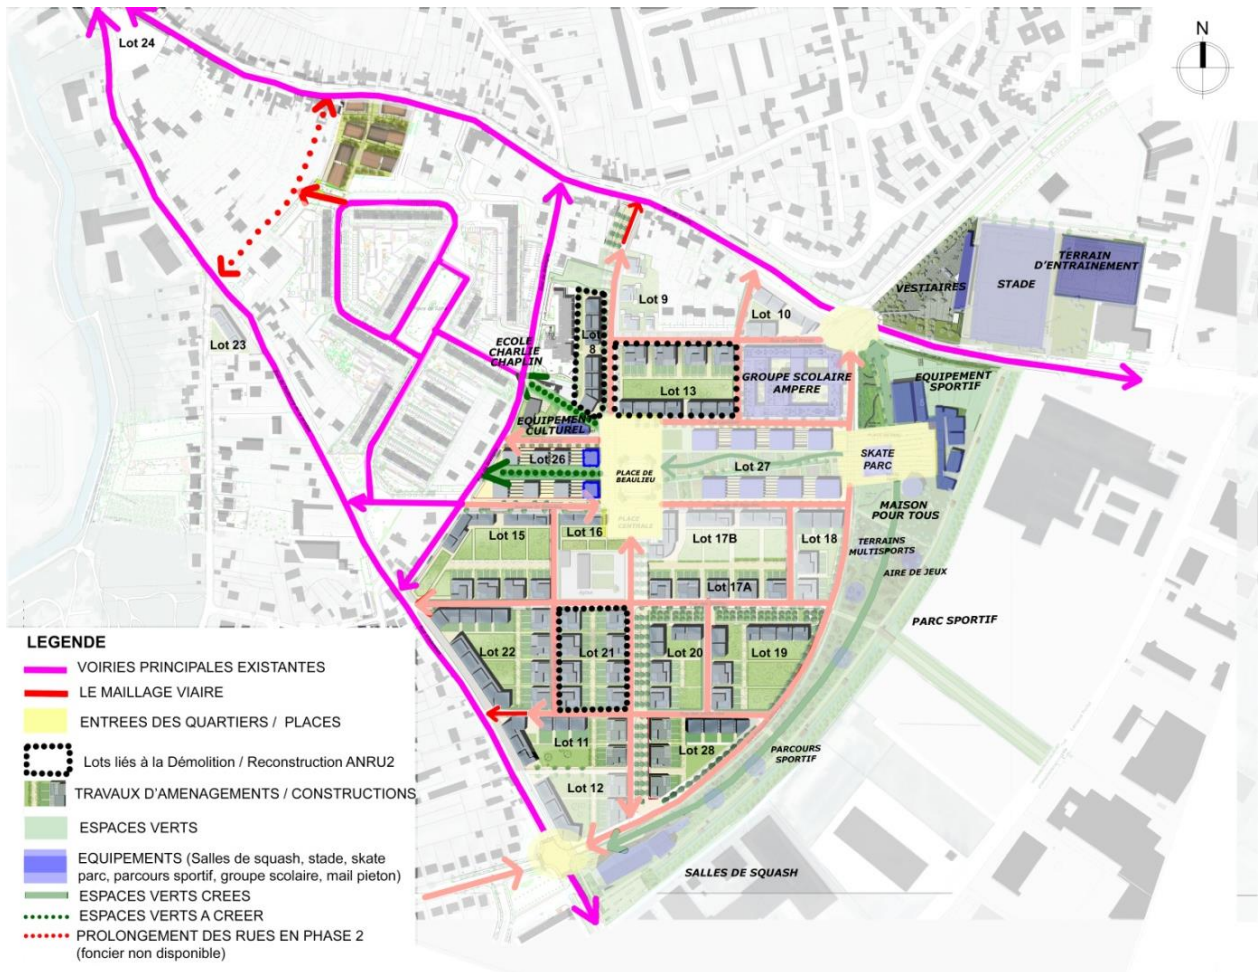 Lot 24
N
TERRAIN
D'ENTRAINEMENT
STADE
VESTIAIRES
Lot 9
Lot 10
Lot 23
ECOLE
CHARLIE
CHAPLIN
Lot
8
Lot 13
GROUPE SCOLAIRE
AMPERE
EQUIPEMENT
SPORTIF
EQUIPEMENT
CULTUREL
Lot 26
PLACE DE
BEAULIEU
Lot 27
SKATE
PARC
PLACE
CENTRALE
MAISON
POUR TOUS
Lot 15
Lot 16
Lot 17B
Lot 18
TERRAINS
MULTISPORTS
AIRE DE JEUX
Lot 17A
PARC SPORTIF
Lot 22
Lot 21
Lot 20
Lot 19
Lot 11
Lot 28
PARCOURS
SPORTIF
Lot 12
SALLES DE SQUASH
LEGENDE
VOIRIES PRINCIPALES EXISTANTES
LE MAILLAGE VIAIRE
ENTREES DES QUARTIERS / PLACES
Lots liés à la Démolition / Reconstruction ANRU2
TRAVAUX D'AMENAGEMENTS / CONSTRUCTIONS
ESPACES VERTS
EQUIPEMENTS (Salles de squash, stade, skate
parc, parcours sportif, groupe scolaire, mail pieton)
ESPACES VERTS CREES
ESPACES VERTS A CREER
PROLONGEMENT DES RUES EN PHASE 2
(foncier non disponible)